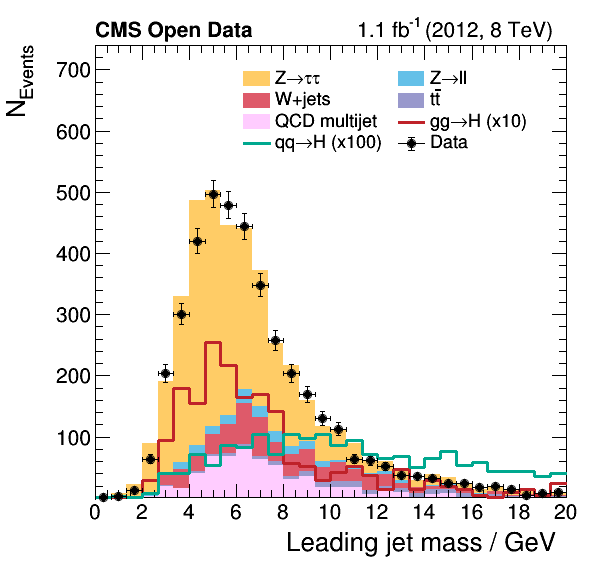 CMS Open Data 1.1 fb⁻¹ (2012, 8 TeV)
N_Events
700
600
500
400
300
200
100
Z→ττ Z→ll
W+jets tt̄
QCD multijet gg→H (x10)
qq→H (x100) Data
0 2 4 6 8 10 12 14 16 18 20
Leading jet mass / GeV